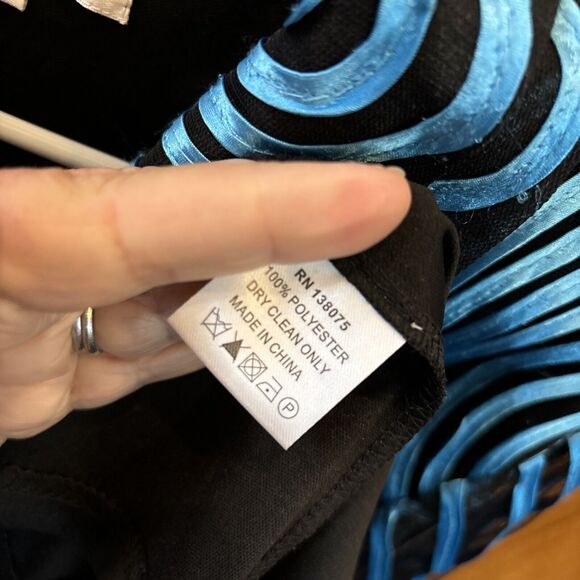 RN 138075
100% POLYESTER
DRY CLEAN ONLY
MADE IN CHINA
P